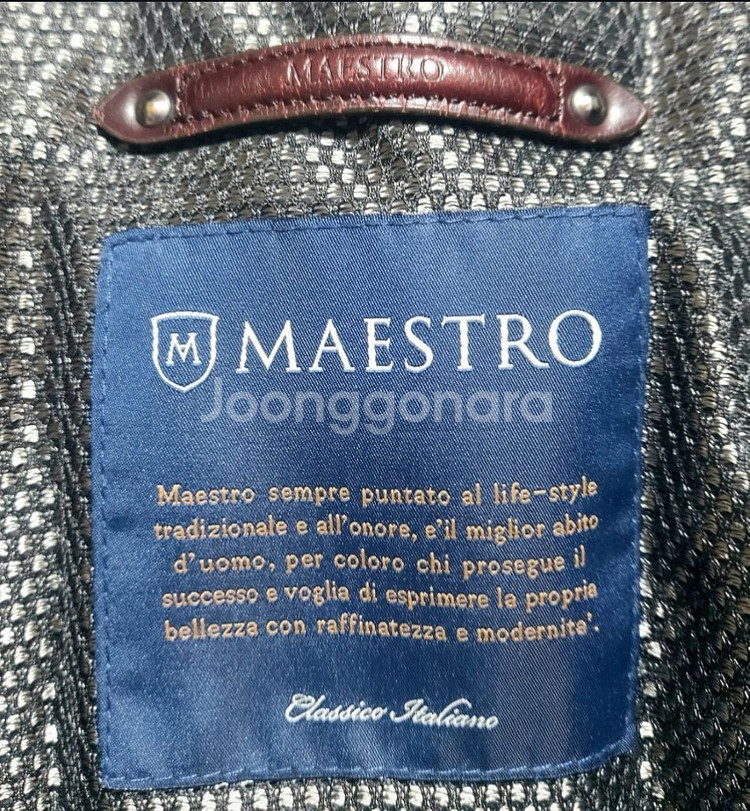 MAESTRO
M MAESTRO
Joonggonara
Maestro sempre puntato al life-style
tradizionale e all'onore, e'il miglior abito
d'uomo, per coloro chi prosegue il
successo e voglia di esprimere la propria
bellezza con raffinatezza e modernita'.
Classico Italiano